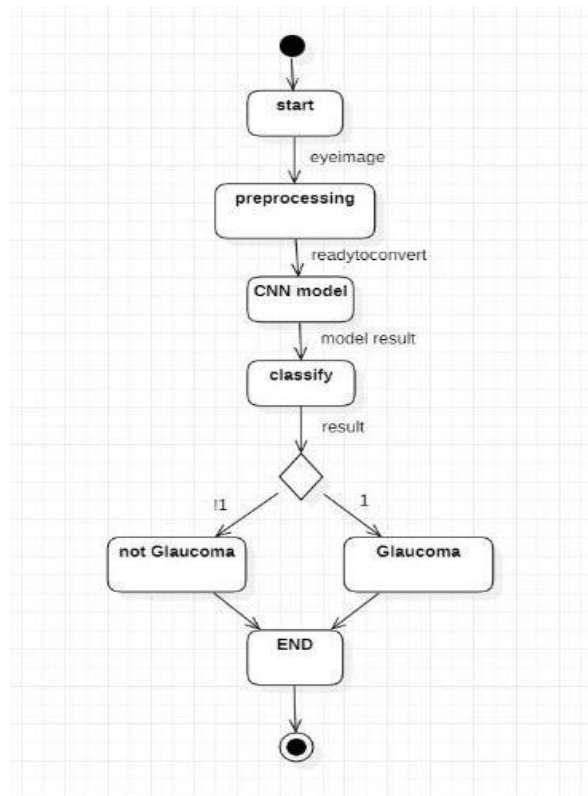 start
eyeimage
preprocessing
readytoconvert
CNN model
model result
classify
result
!1
1
not Glaucoma
Glaucoma
END